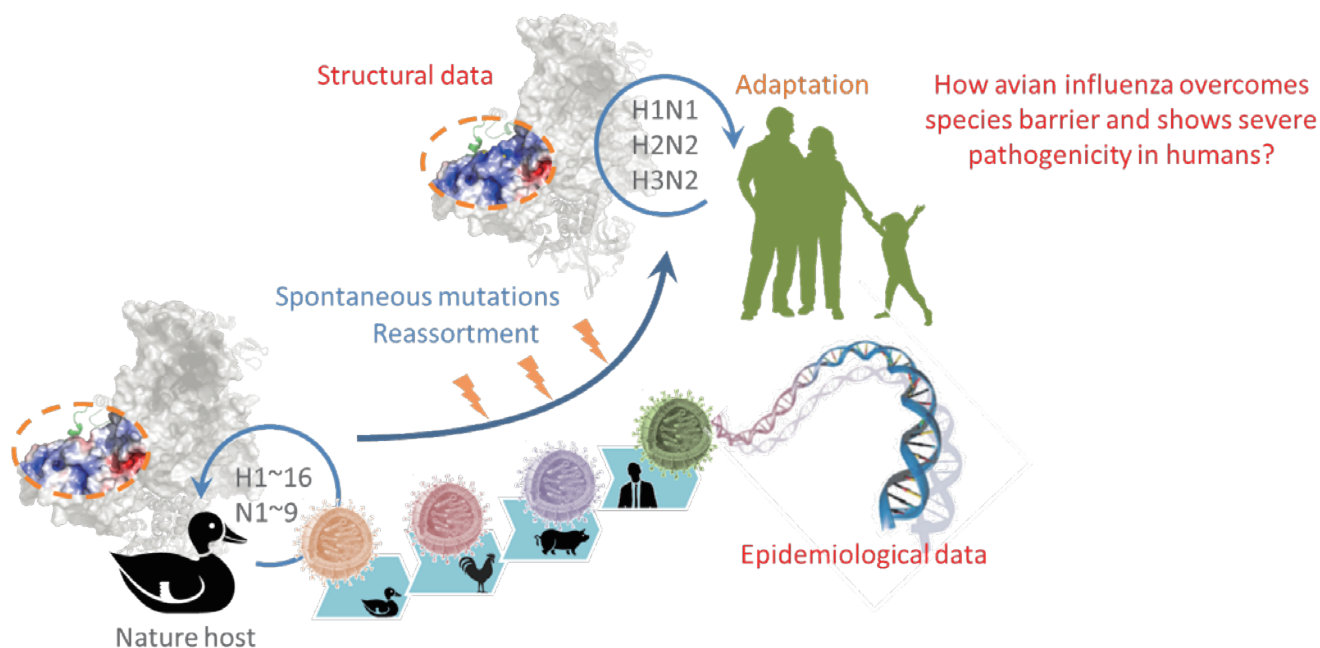 Structural data
H1N1
H2N2
H3N2
Adaptation
How avian influenza overcomes
species barrier and shows severe
pathogenicity in humans?
Spontaneous mutations
Reassortment
H1~16
N1~9
Nature host
Epidemiological data